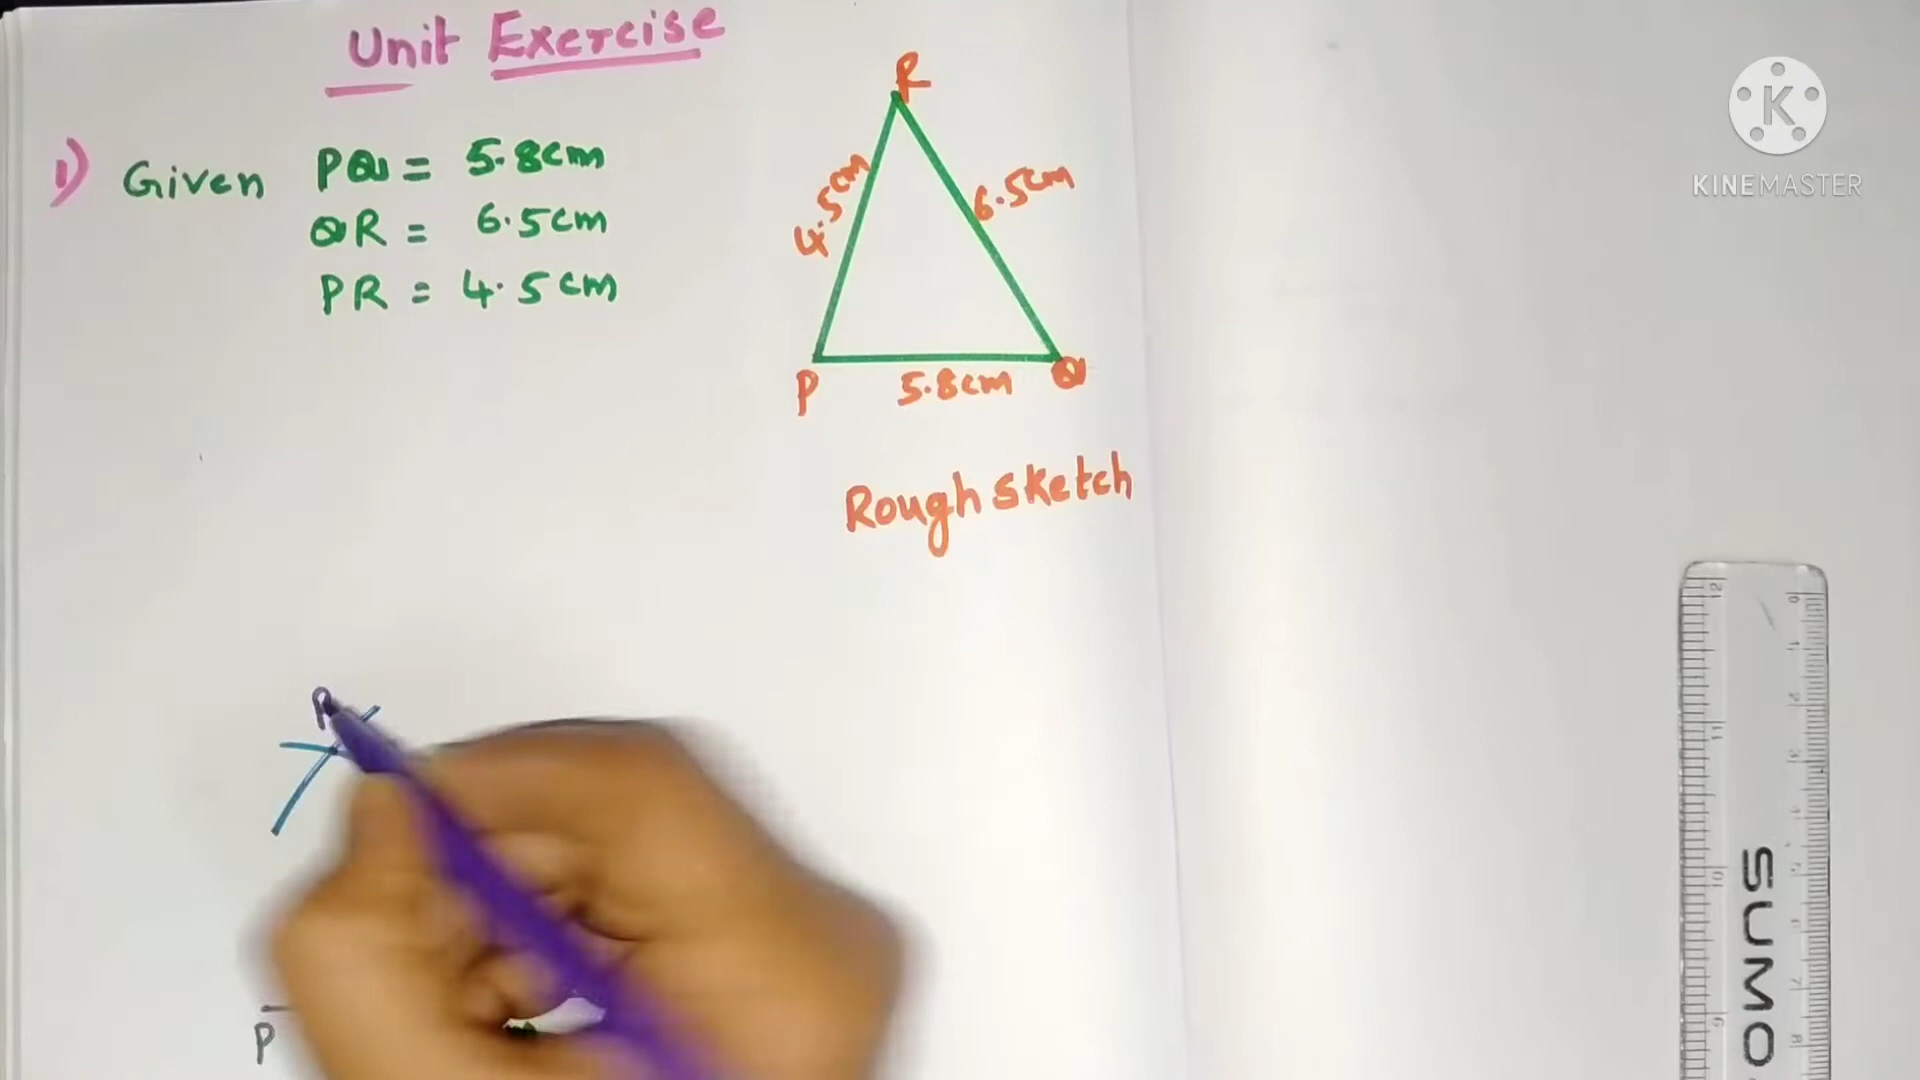 Unit Exercise
1) Given PQ = 5.8cm
QR = 6.5cm
PR = 4.5cm
R
4.5cm
6.5cm
P
5.8cm
Q
Rough sketch
P
K
KINEMASTER
SUMO